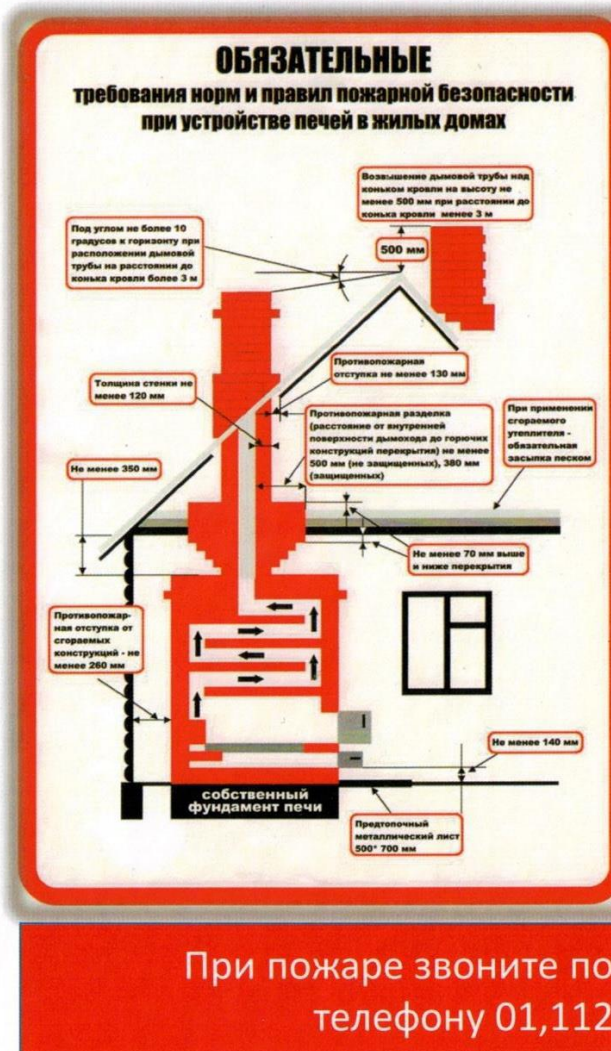 ОБЯЗАТЕЛЬНЫЕ
требования норм и правил пожарной безопасности
при устройстве печей в жилых домах
Возвышение дымовой трубы над
коньком кровли на высоту не
менее 500 мм при расстоянии до
конька кровли менее 3 м
Под углом не более 10
градусов к горизонту при
расположении дымовой
трубы на расстоянии до
конька кровли более 3 м
500 мм
Противопожарная
отступка не менее 130 мм
Толщина стенки не
менее 120 мм
Противопожарная разделка
(расстояние от внутренней
поверхности дымохода до горючих
конструкций перекрытия) не менее
500 мм (не защищенных), 380 мм
(защищенных)
При применении
сгораемого
утеплителя -
обязательная
засыпка песком
Не менее 350 мм
Не менее 70 мм выше
и ниже перекрытия
Противопожар-
ная отступка от
сгораемых
конструкций - не
менее 260 мм
Не менее 140 мм
собственный
фундамент печи
Предтопочный
металлический лист
500* 700 мм
При пожаре звоните по
телефону 01,112